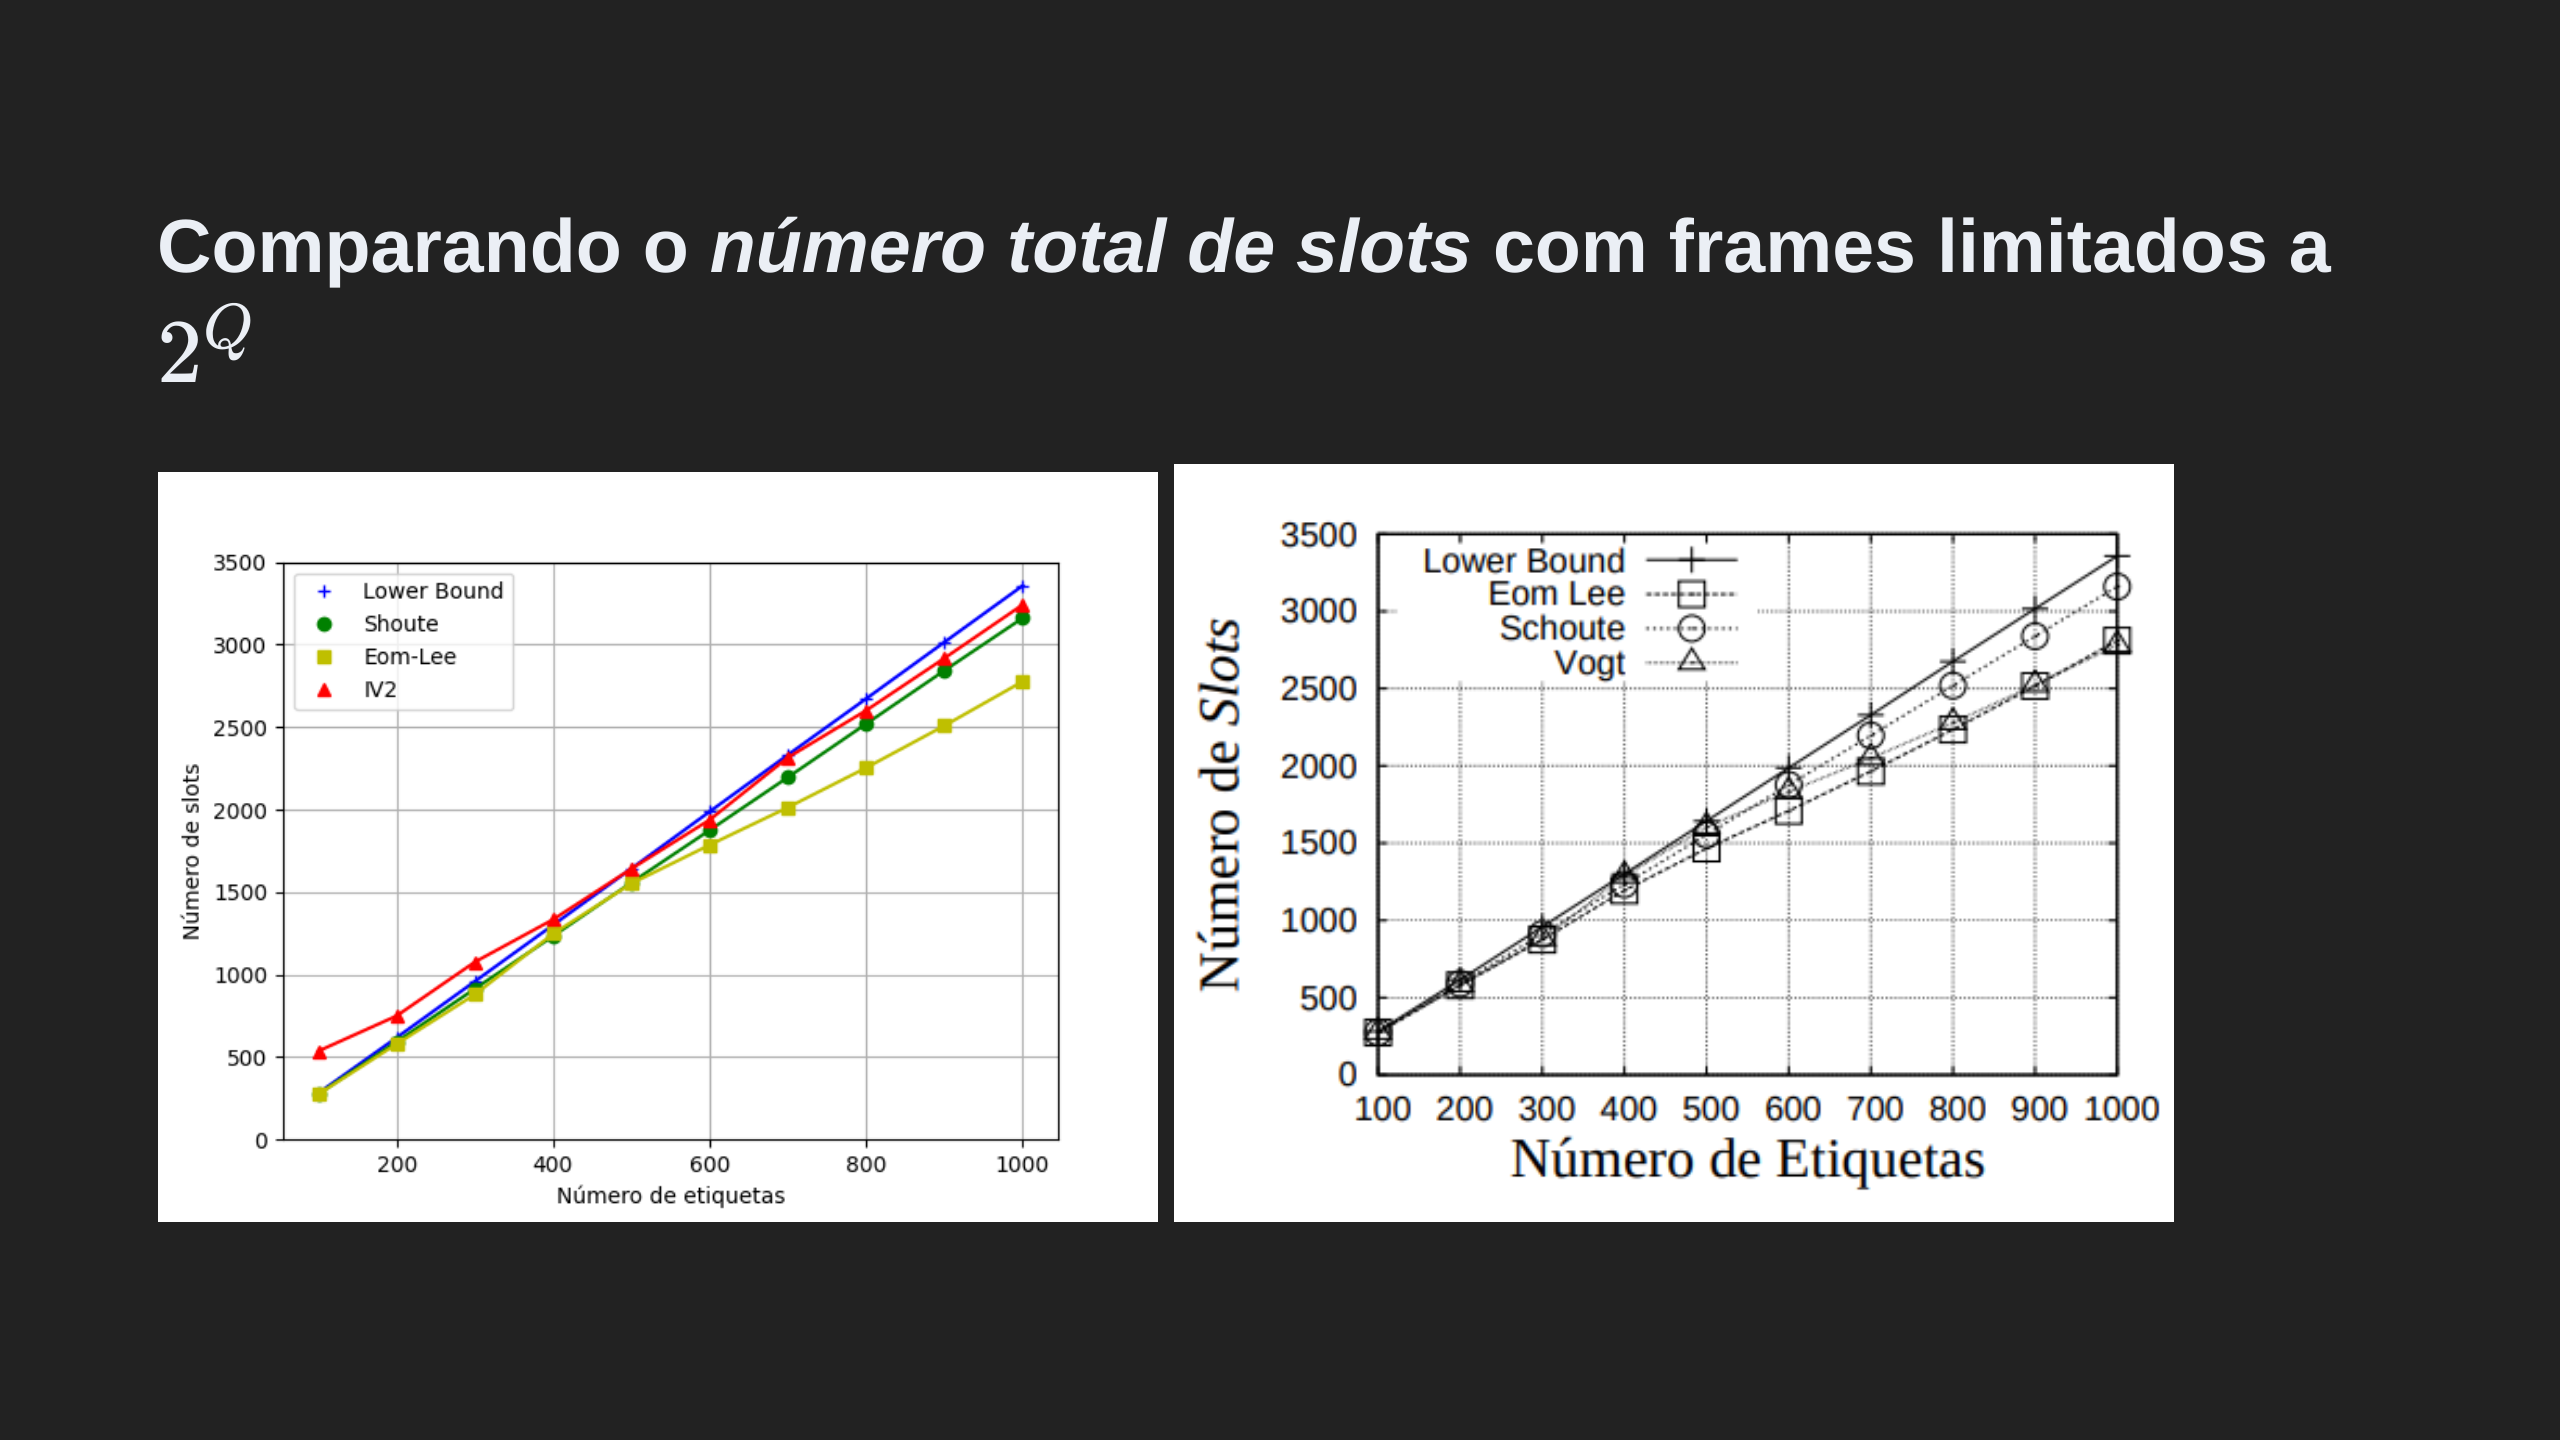 Comparando o número total de slots com frames limitados a
2^Q
3500
3000
2500
2000
1500
1000
500
0
Lower Bound
Shoute
Eom-Lee
IV2
Número de slots
200 400 600 800 1000
Número de etiquetas
3500
3000
2500
2000
1500
1000
500
0
Lower Bound
Eom Lee
Schoute
Vogt
Número de Slots
100 200 300 400 500 600 700 800 900 1000
Número de Etiquetas